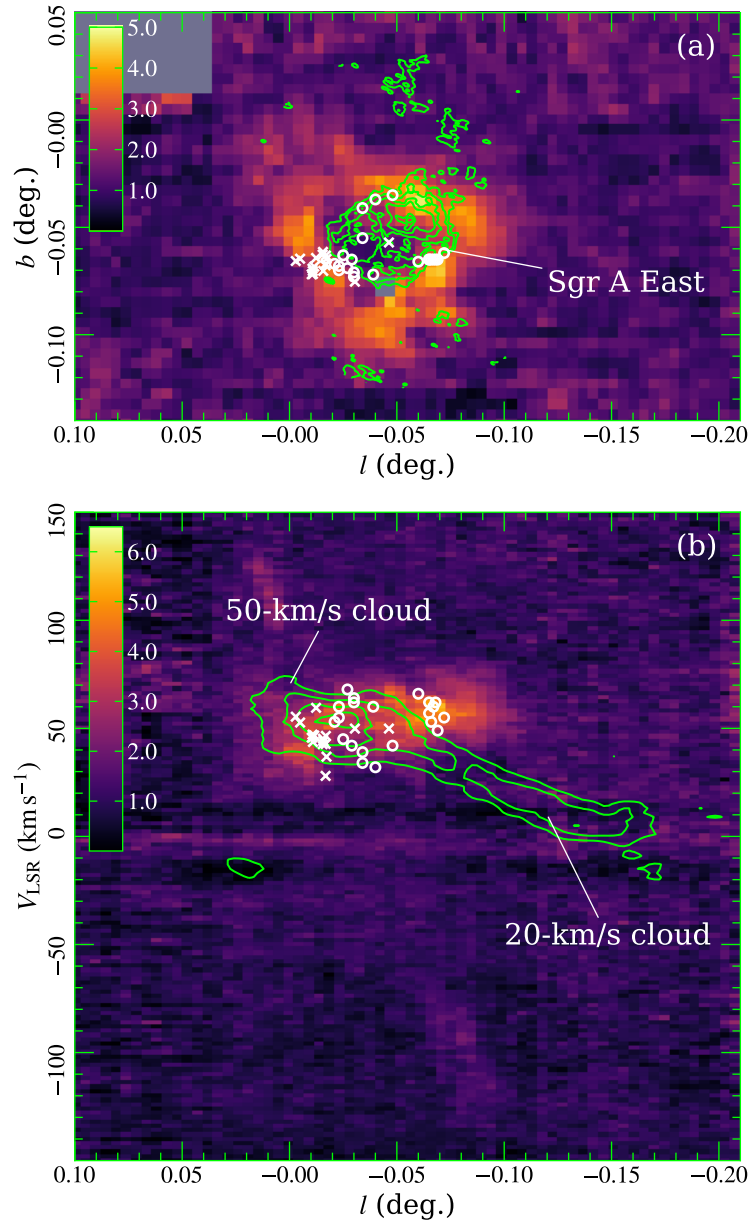 (a)
5.0
4.0
3.0
2.0
1.0
0.05
−0.00
−0.05
−0.10
b (deg.)
Sgr A East
0.10 0.05 −0.00 −0.05 −0.10 −0.15 −0.20
l (deg.)
(b)
6.0
5.0
4.0
3.0
2.0
1.0
150
100
50
0
−50
−100
V_LSR (km s⁻¹)
50-km/s cloud
20-km/s cloud
0.10 0.05 −0.00 −0.05 −0.10 −0.15 −0.20
l (deg.)